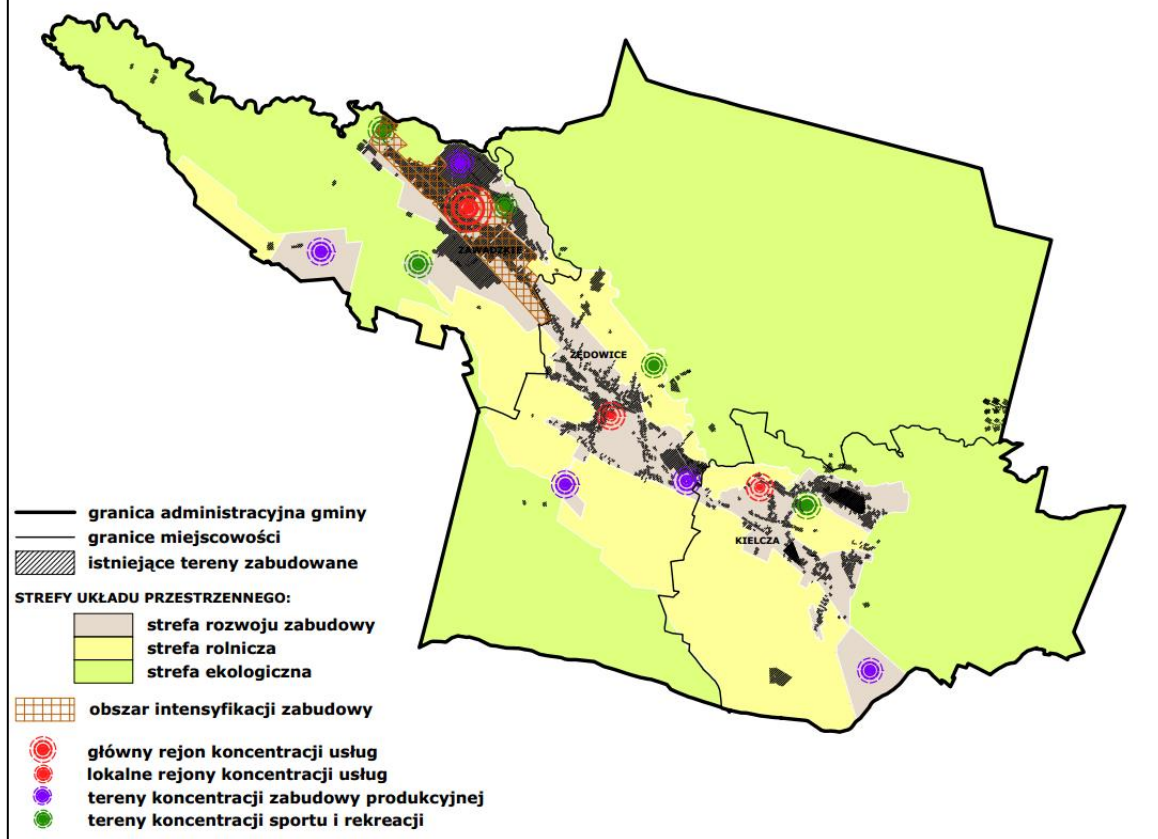 ZAWADZKIE
ŻĘDOWICE
KIELCZA
granica administracyjna gminy
granice miejscowości
istniejące tereny zabudowane
STREFY UKŁADU PRZESTRZENNEGO:
strefa rozwoju zabudowy
strefa rolnicza
strefa ekologiczna
obszar intensyfikacji zabudowy
główny rejon koncentracji usług
lokalne rejony koncentracji usług
tereny koncentracji zabudowy produkcyjnej
tereny koncentracji sportu i rekreacji